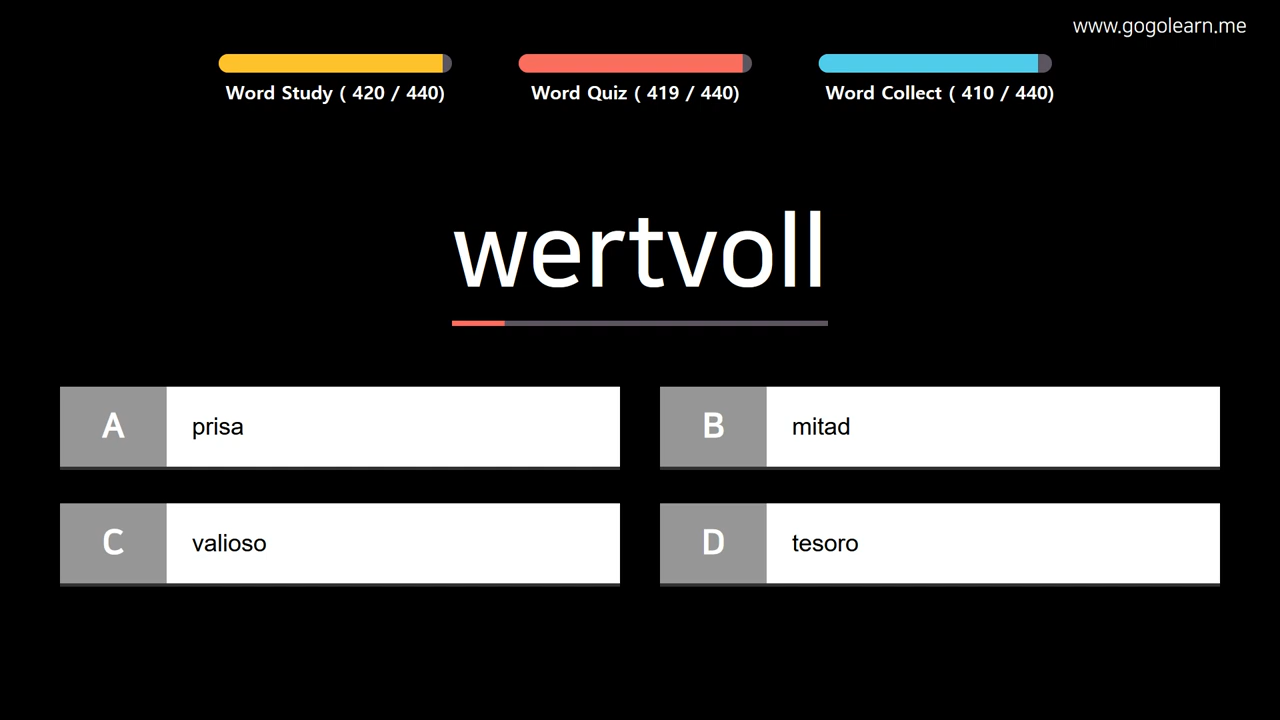 www.gogolearn.me
Word Study ( 420 / 440)
Word Quiz ( 419 / 440)
Word Collect ( 410 / 440)
wertvoll
A prisa
B mitad
C valioso
D tesoro